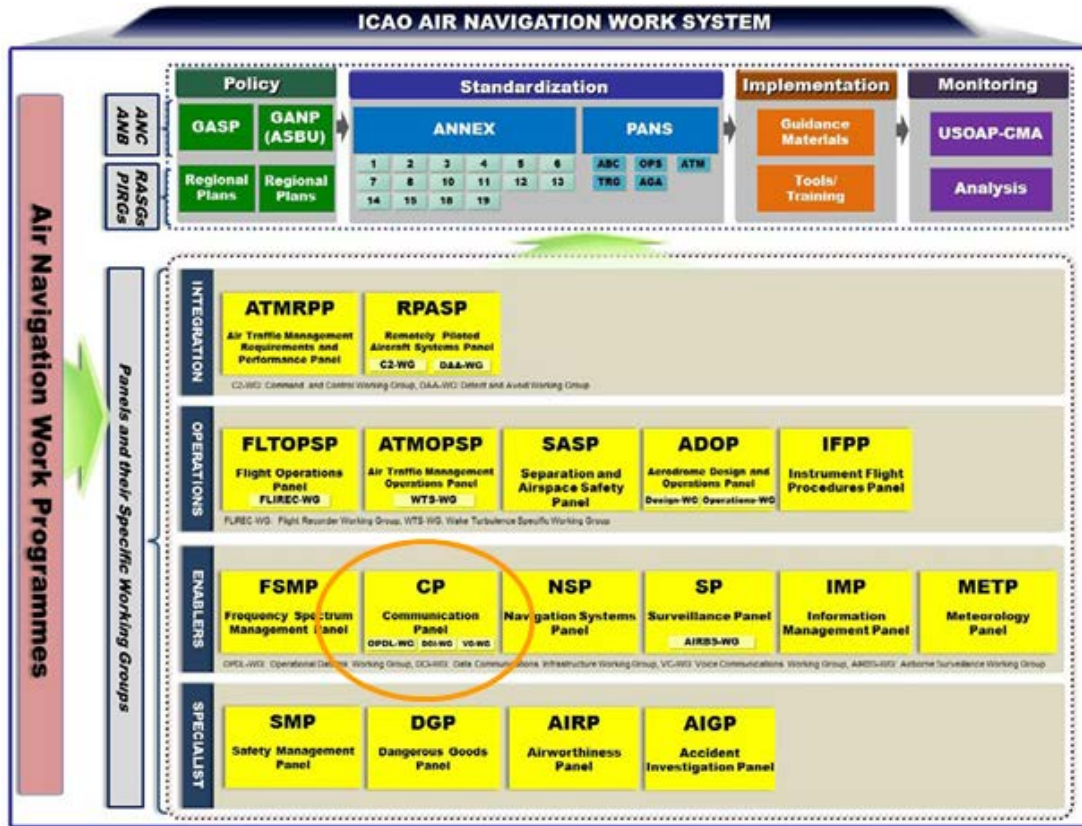 ICAO AIR NAVIGATION WORK SYSTEM
Air Navigation Work Programmes
ANC
ANB
RASGs
PIRGs
Policy
GASP
GANP
(ASBU)
Regional
Plans
Regional
Plans
Standardization
ANNEX
1 2 3 4 5 6
7 8 10 11 12 13
14 15 18 19
PANS
ABC OPS ATM
TRG AGA
Implementation
Guidance
Materials
Tools/
Training
Monitoring
USOAP-CMA
Analysis
Panels and their Specific Working Groups
INTEGRATION
ATMRPP
Air Traffic Management
Requirements and
Performance Panel
RPASP
Remotely Piloted
Aircraft Systems Panel
C2-WG DAA-WG
C2-WG: Command and Control Working Group, DAA-WG: Detect and Avoid Working Group
OPERATIONS
FLTOPSP
Flight Operations
Panel
FLIREC-WG
ATMOPSP
Air Traffic Management
Operations Panel
WTS-WG
SASP
Separation and
Airspace Safety
Panel
ADOP
Aerodrome Design and
Operations Panel
Design-WG Operations-WG
IFPP
Instrument Flight
Procedures Panel
FLIREC-WG: Flight Recorder Working Group, WTS-WG: Wake Turbulence Specific Working Group
ENABLERS
FSMP
Frequency Spectrum
Management Panel
CP
Communication
Panel
OPDL-WG DCI-WG VC-WG
NSP
Navigation Systems
Panel
SP
Surveillance Panel
AIRBS-WG
IMP
Information
Management Panel
METP
Meteorology
Panel
OPDL-WG: Operational Datalink Working Group, DCI-WG: Data Communications Infrastructure Working Group, VC-WG: Voice Communications Working Group, AIRBS-WG: Airborne Surveillance Working Group
SPECIALIST
SMP
Safety Management
Panel
DGP
Dangerous Goods
Panel
AIRP
Airworthiness
Panel
AIGP
Accident
Investigation Panel